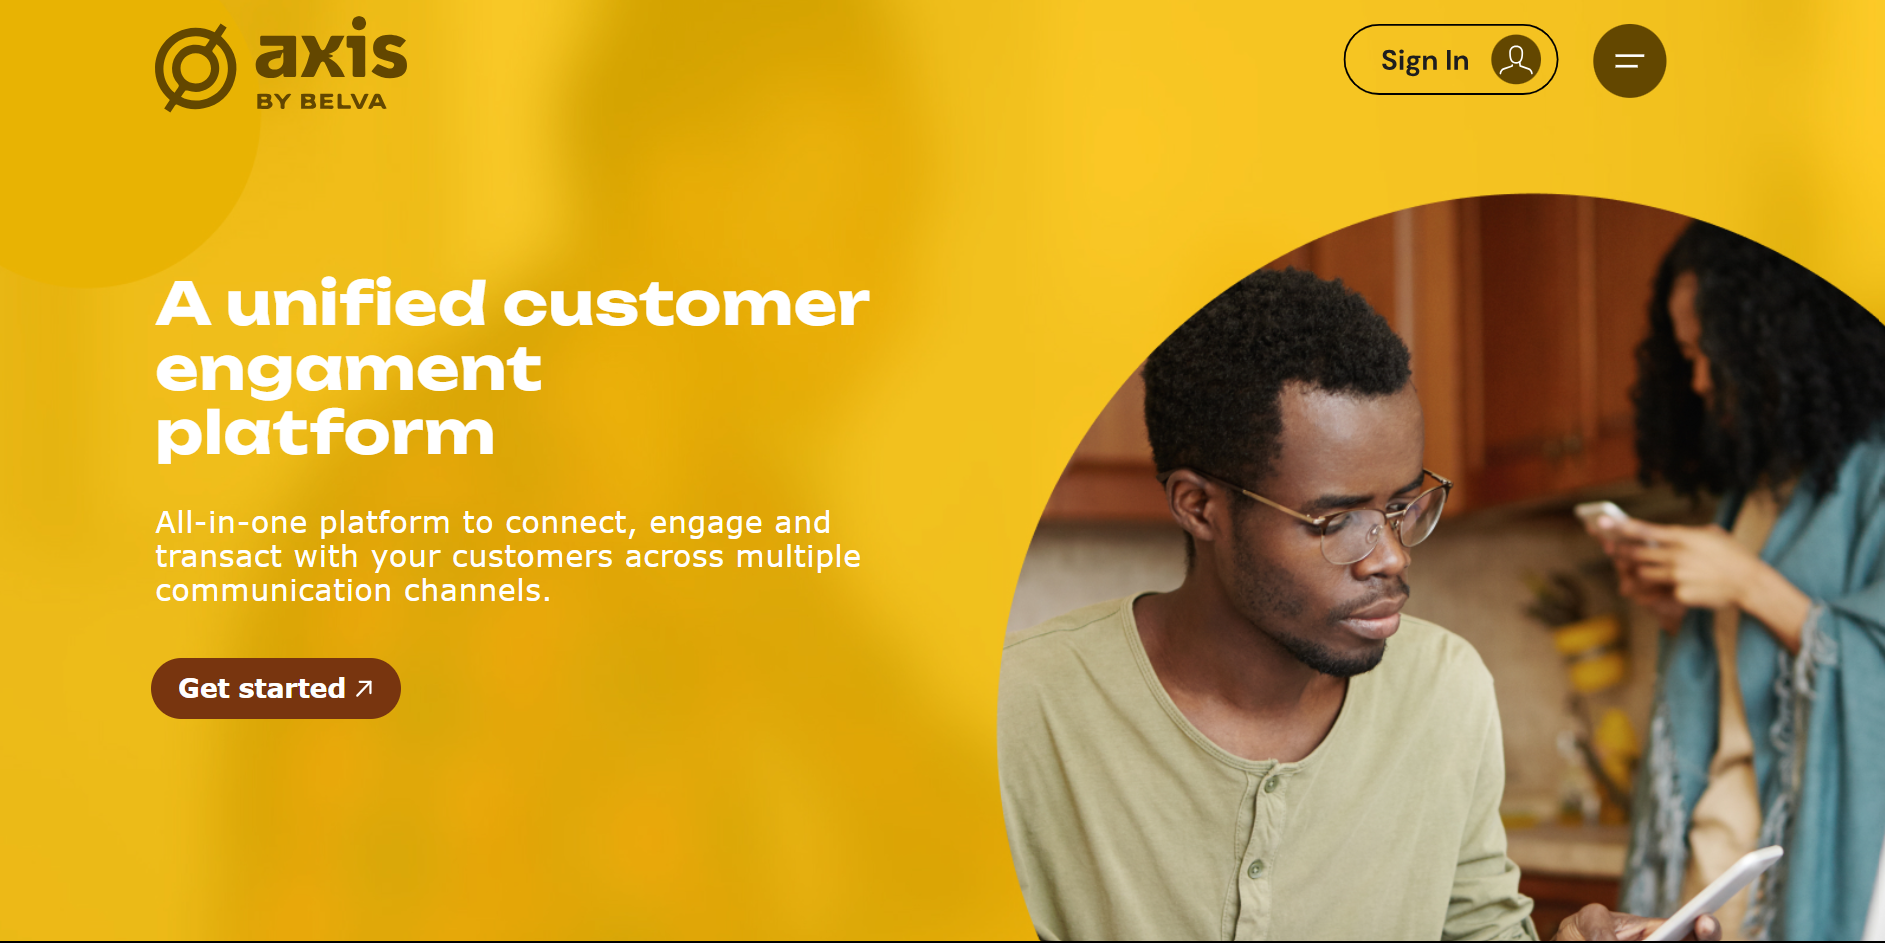 axis
BY BELVA
Sign In
A unified customer
engament
platform
All-in-one platform to connect, engage and
transact with your customers across multiple
communication channels.
Get started